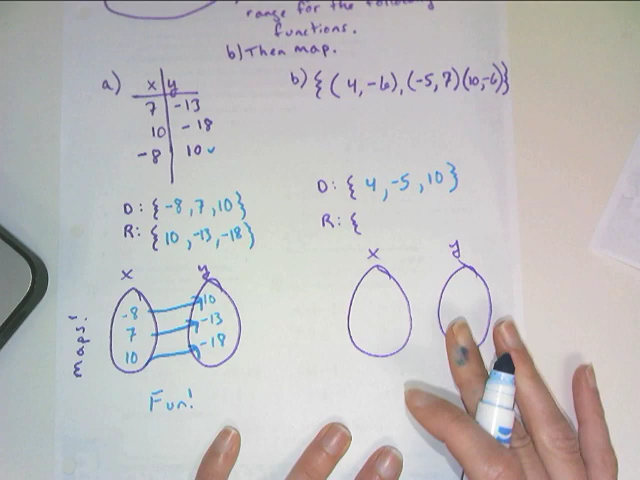 range for the following
functions.
b) Then map.
a)
x | y
7 | -13
10 | -18
-8 | 10
D: {-8, 7, 10}
R: {10, -13, -18}
x y
-8 10
7 -13
10 -18
maps!
Fun!
b) {(4, -6), (-5, 7)(10, -6)}
D: {4, -5, 10}
R: {
x y